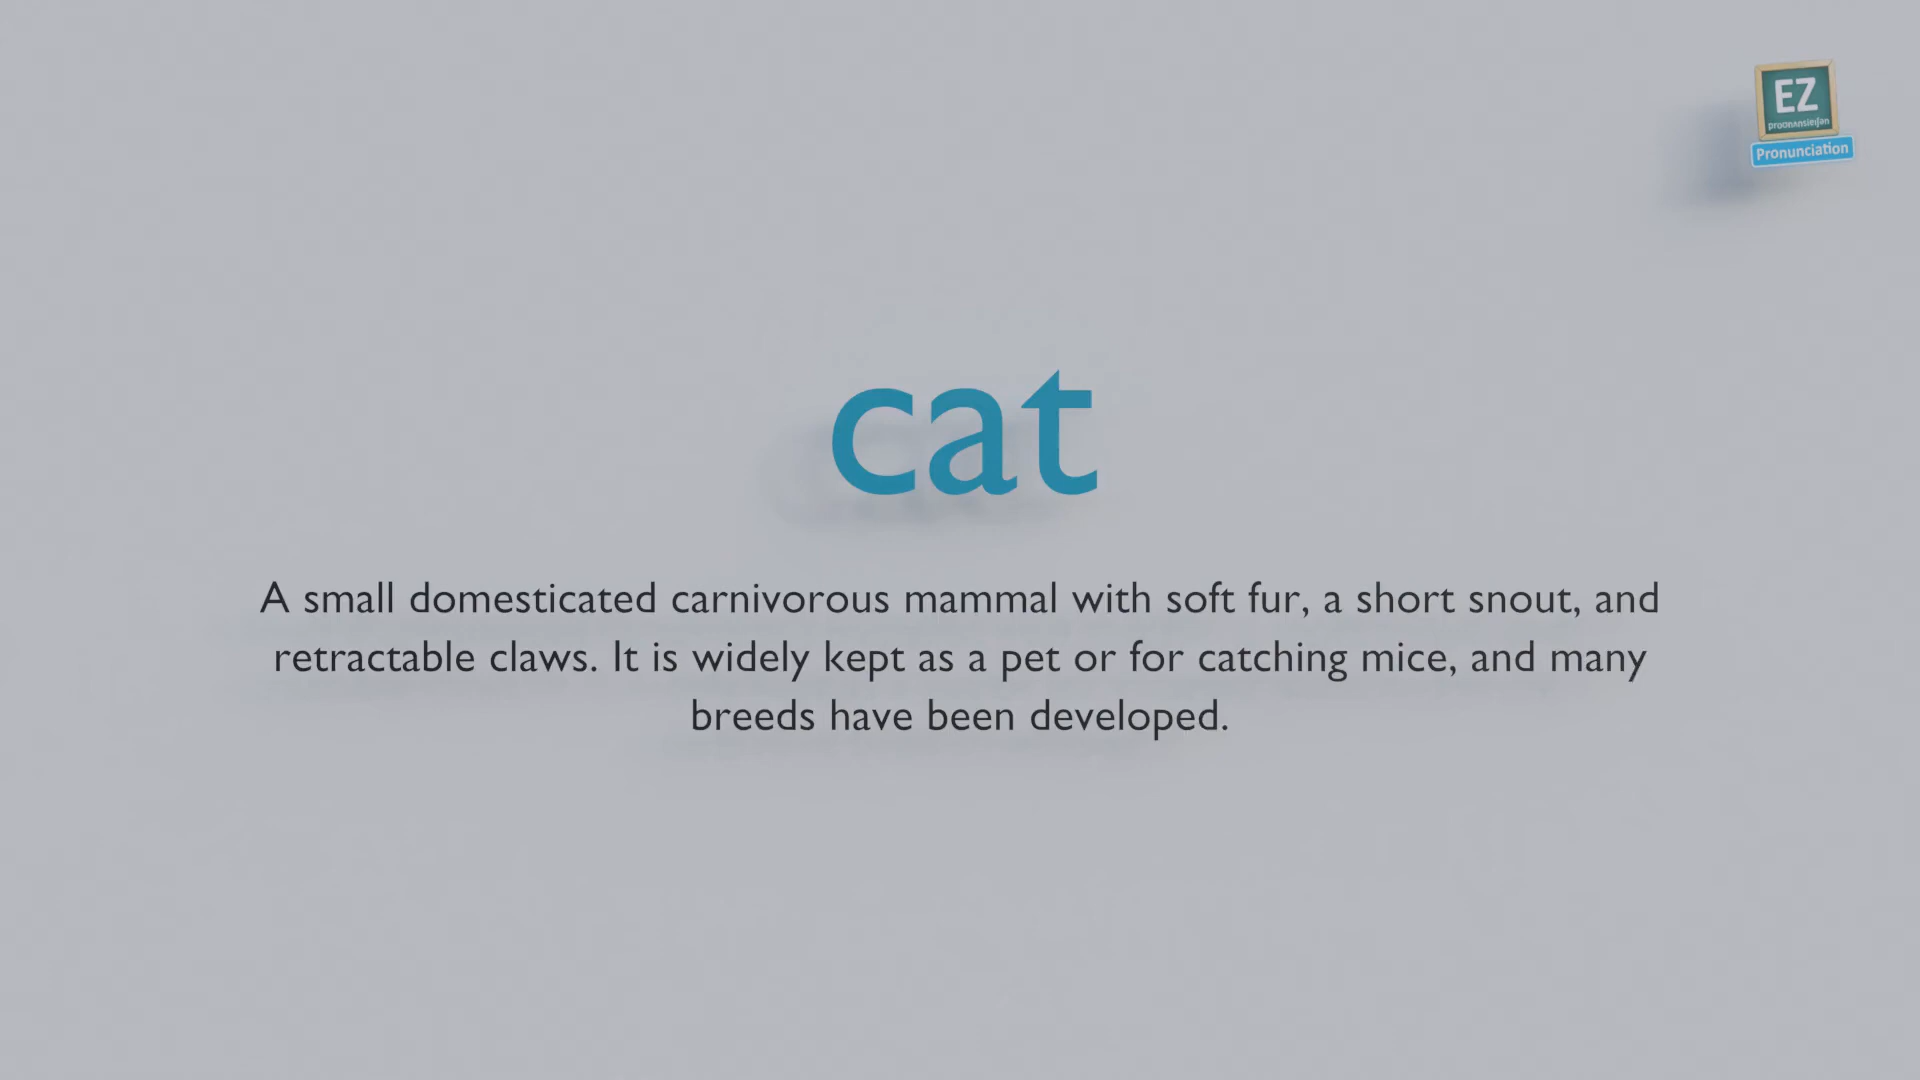 EZ
Pronunciation
cat
A small domesticated carnivorous mammal with soft fur, a short snout, and
retractable claws. It is widely kept as a pet or for catching mice, and many
breeds have been developed.